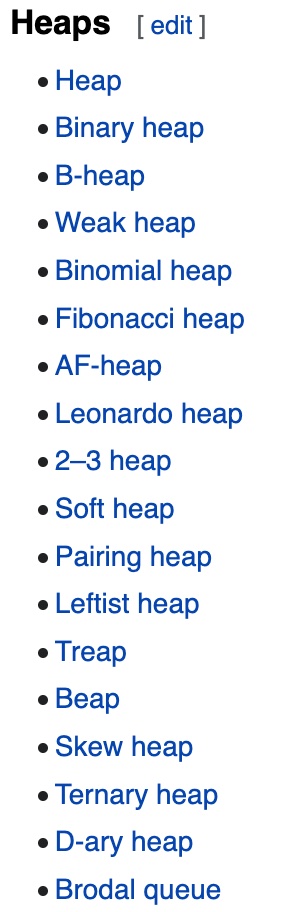 Heaps [ edit ]
• Heap
• Binary heap
• B-heap
• Weak heap
• Binomial heap
• Fibonacci heap
• AF-heap
• Leonardo heap
• 2–3 heap
• Soft heap
• Pairing heap
• Leftist heap
• Treap
• Beap
• Skew heap
• Ternary heap
• D-ary heap
• Brodal queue